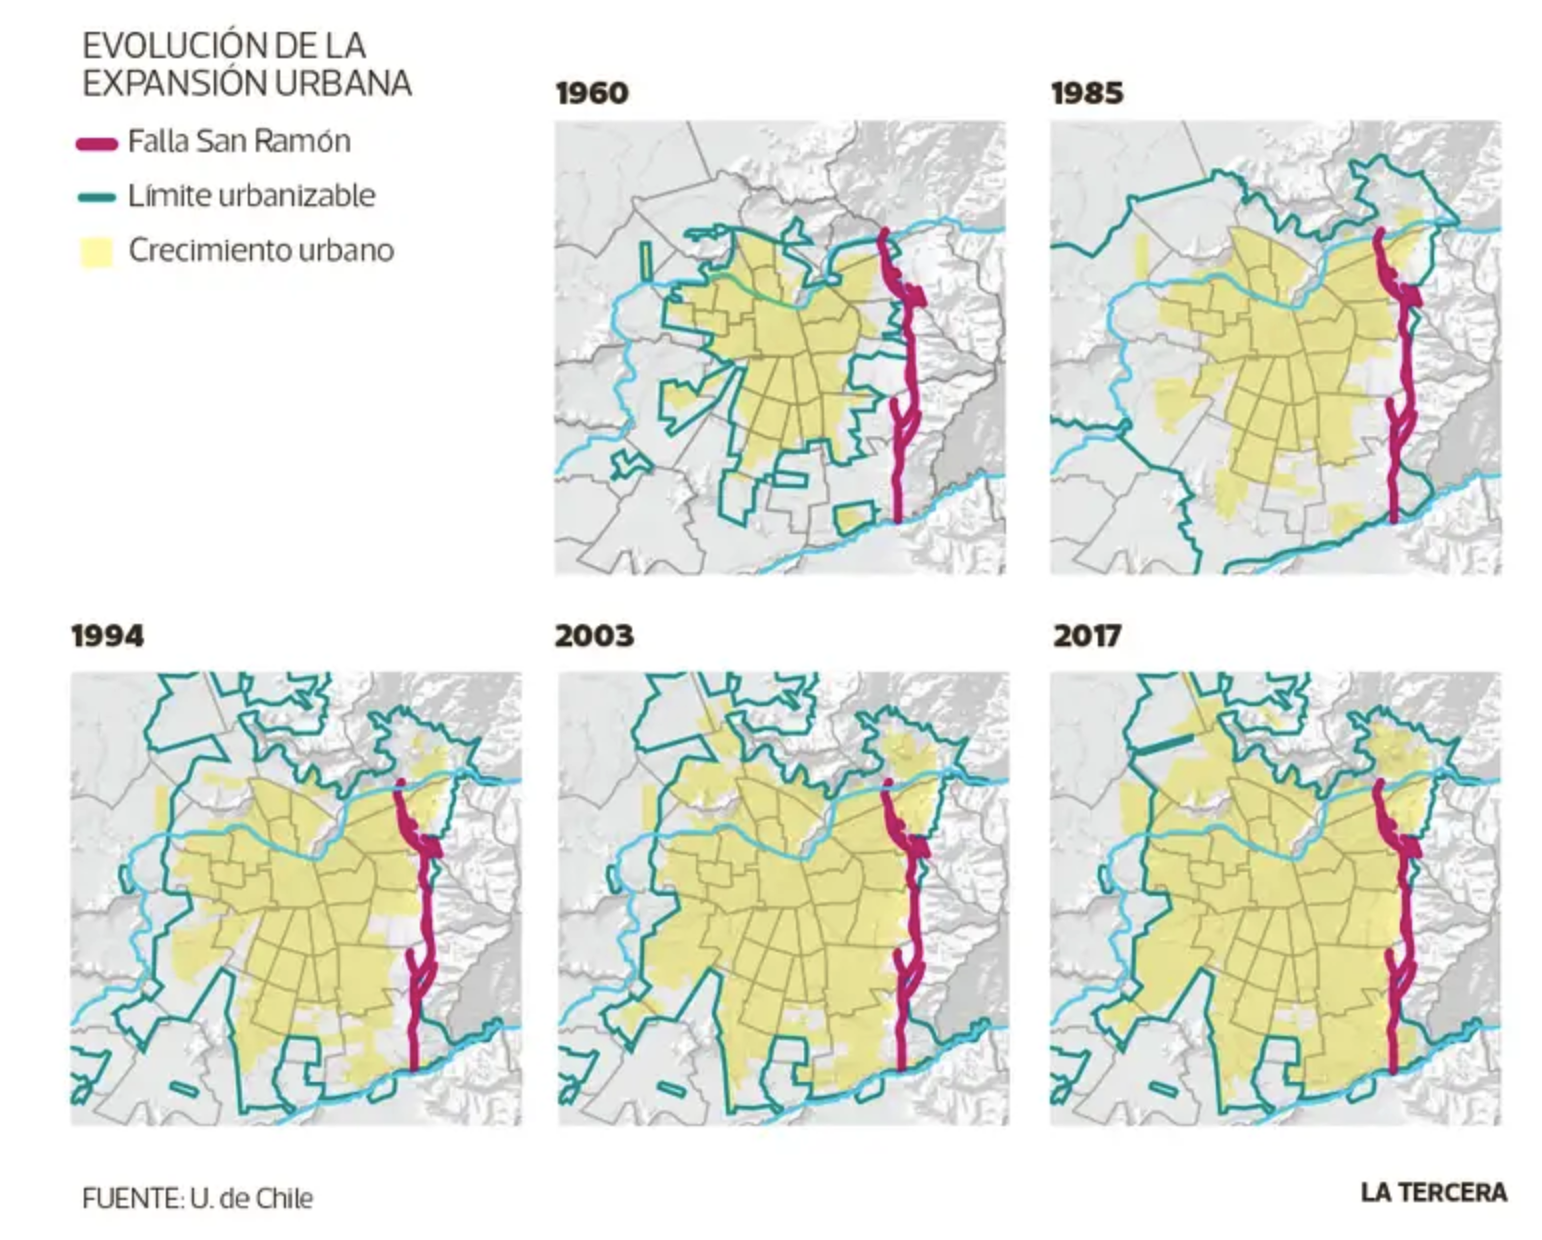 EVOLUCIÓN DE LA
EXPANSIÓN URBANA
Falla San Ramón
Límite urbanizable
Crecimiento urbano
1960
1985
1994
2003
2017
FUENTE: U. de Chile
LA TERCERA